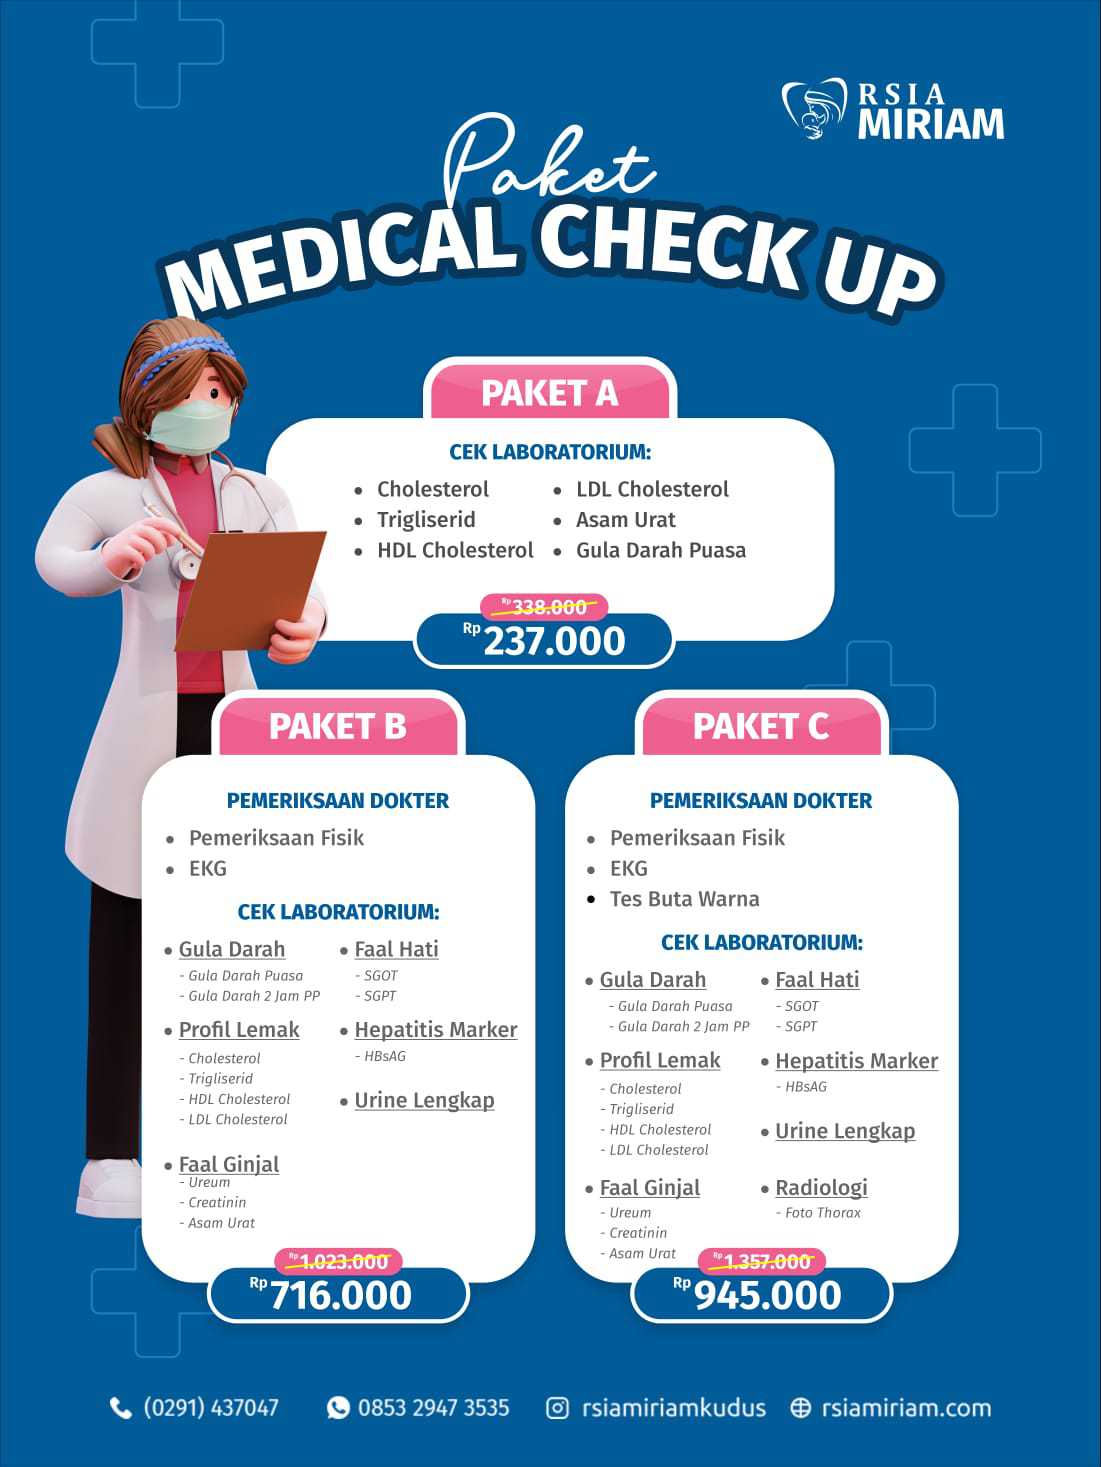 RSIA
MIRIAM
Paket
MEDICAL CHECK UP
PAKET A
CEK LABORATORIUM:
• Cholesterol
• Trigliserid
• HDL Cholesterol
• LDL Cholesterol
• Asam Urat
• Gula Darah Puasa
Rp 338.000
Rp 237.000
PAKET B
PEMERIKSAAN DOKTER
• Pemeriksaan Fisik
• EKG
CEK LABORATORIUM:
• Gula Darah
- Gula Darah Puasa
- Gula Darah 2 Jam PP
• Profil Lemak
- Cholesterol
- Trigliserid
- HDL Cholesterol
- LDL Cholesterol
• Faal Ginjal
- Ureum
- Creatinin
- Asam Urat
• Faal Hati
- SGOT
- SGPT
• Hepatitis Marker
- HBsAG
• Urine Lengkap
Rp 1.023.000
Rp 716.000
PAKET C
PEMERIKSAAN DOKTER
• Pemeriksaan Fisik
• EKG
• Tes Buta Warna
CEK LABORATORIUM:
• Gula Darah
- Gula Darah Puasa
- Gula Darah 2 Jam PP
• Profil Lemak
- Cholesterol
- Trigliserid
- HDL Cholesterol
- LDL Cholesterol
• Faal Ginjal
- Ureum
- Creatinin
- Asam Urat
• Faal Hati
- SGOT
- SGPT
• Hepatitis Marker
- HBsAG
• Urine Lengkap
• Radiologi
- Foto Thorax
Rp 1.357.000
Rp 945.000
(0291) 437047
0853 2947 3535
rsiamiriamkudus
rsiamiriam.com